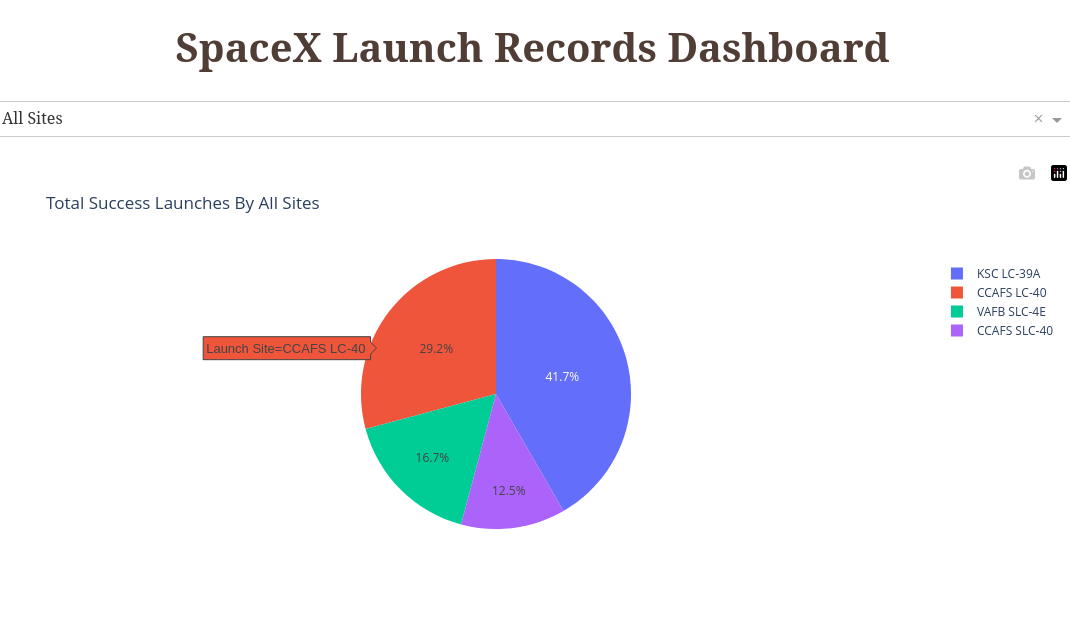 SpaceX Launch Records Dashboard
All Sites
×
Total Success Launches By All Sites
KSC LC-39A
CCAFS LC-40
VAFB SLC-4E
CCAFS SLC-40
Launch Site=CCAFS LC-40
29.2%
41.7%
16.7%
12.5%